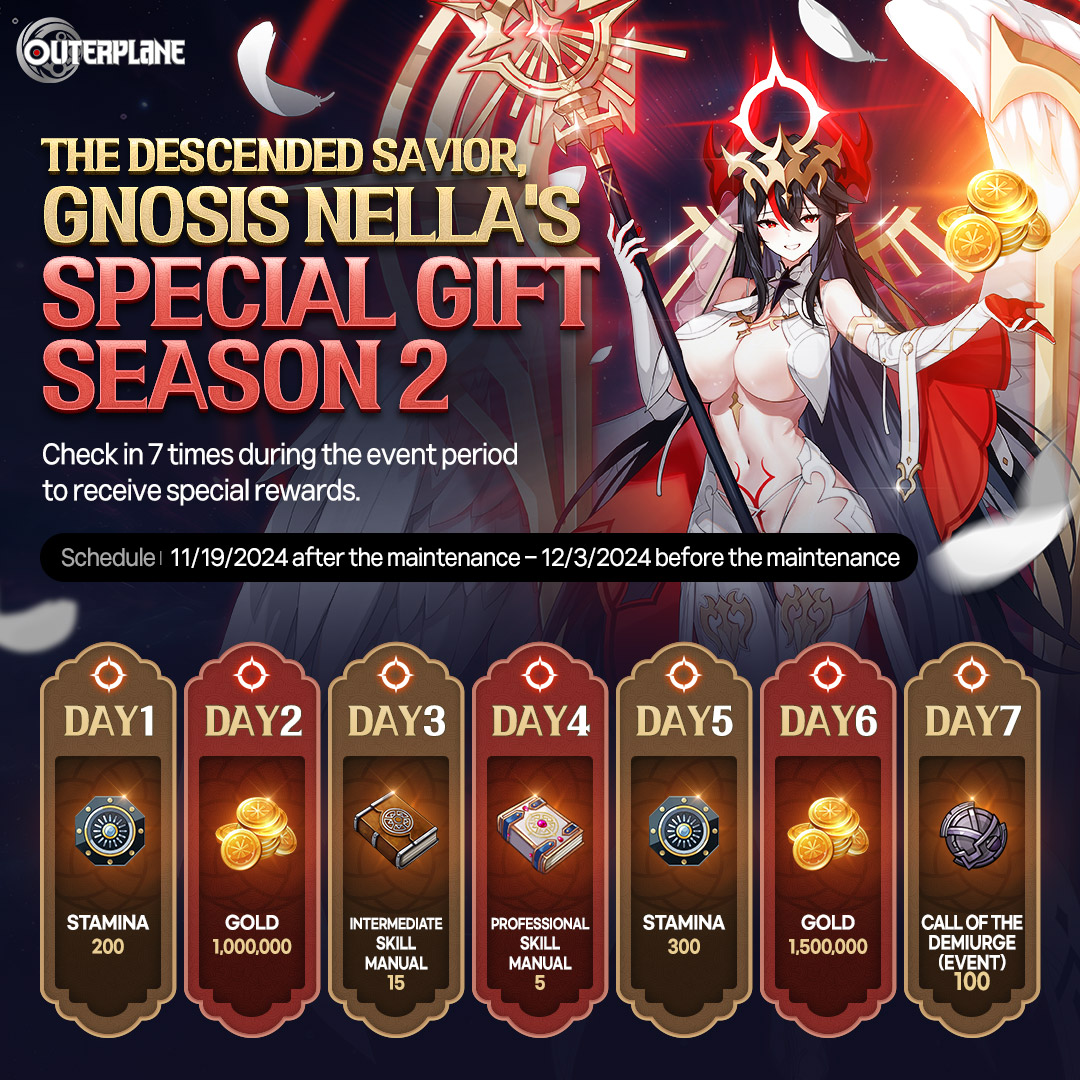 OUTERPLANE
THE DESCENDED SAVIOR,
GNOSIS NELLA'S
SPECIAL GIFT
SEASON 2
Check in 7 times during the event period
to receive special rewards.
Schedule | 11/19/2024 after the maintenance – 12/3/2024 before the maintenance
DAY1
STAMINA
200
DAY2
GOLD
1,000,000
DAY3
INTERMEDIATE
SKILL
MANUAL
15
DAY4
PROFESSIONAL
SKILL
MANUAL
5
DAY5
STAMINA
300
DAY6
GOLD
1,500,000
DAY7
CALL OF THE
DEMIURGE
(EVENT)
100